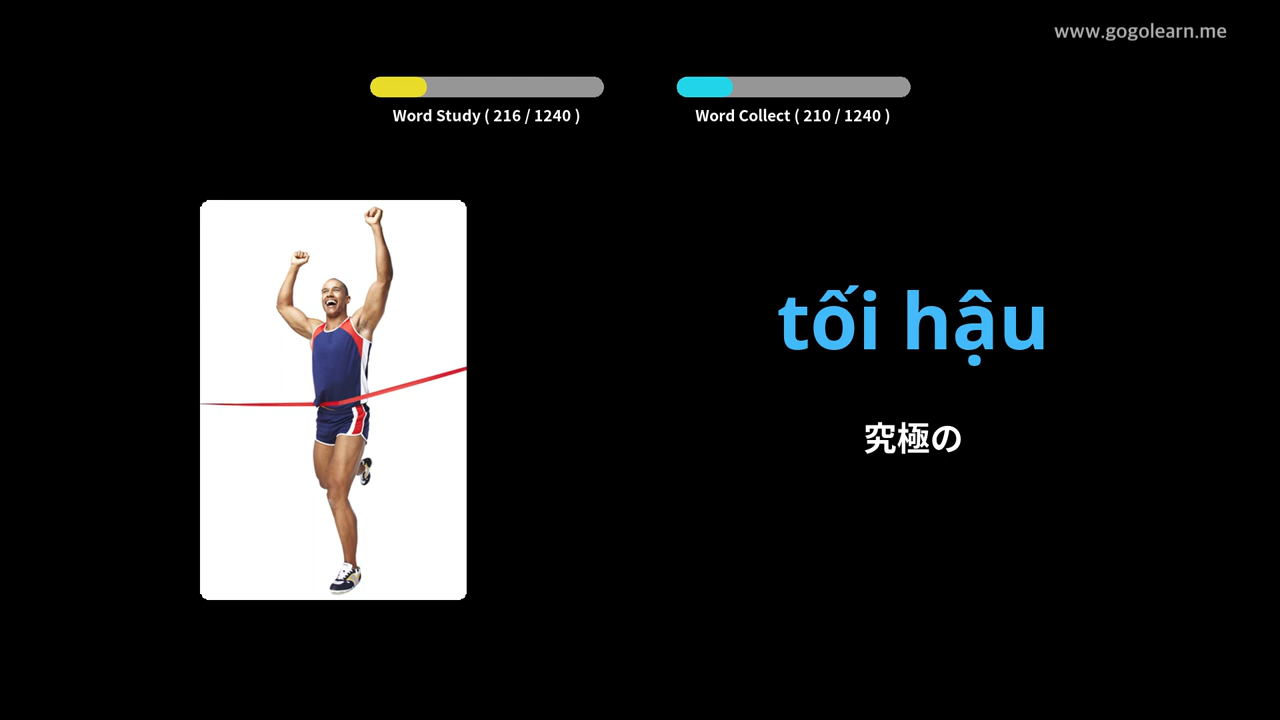 www.gogolearn.me
Word Study ( 216 / 1240 )
Word Collect ( 210 / 1240 )
tối hậu
究極の